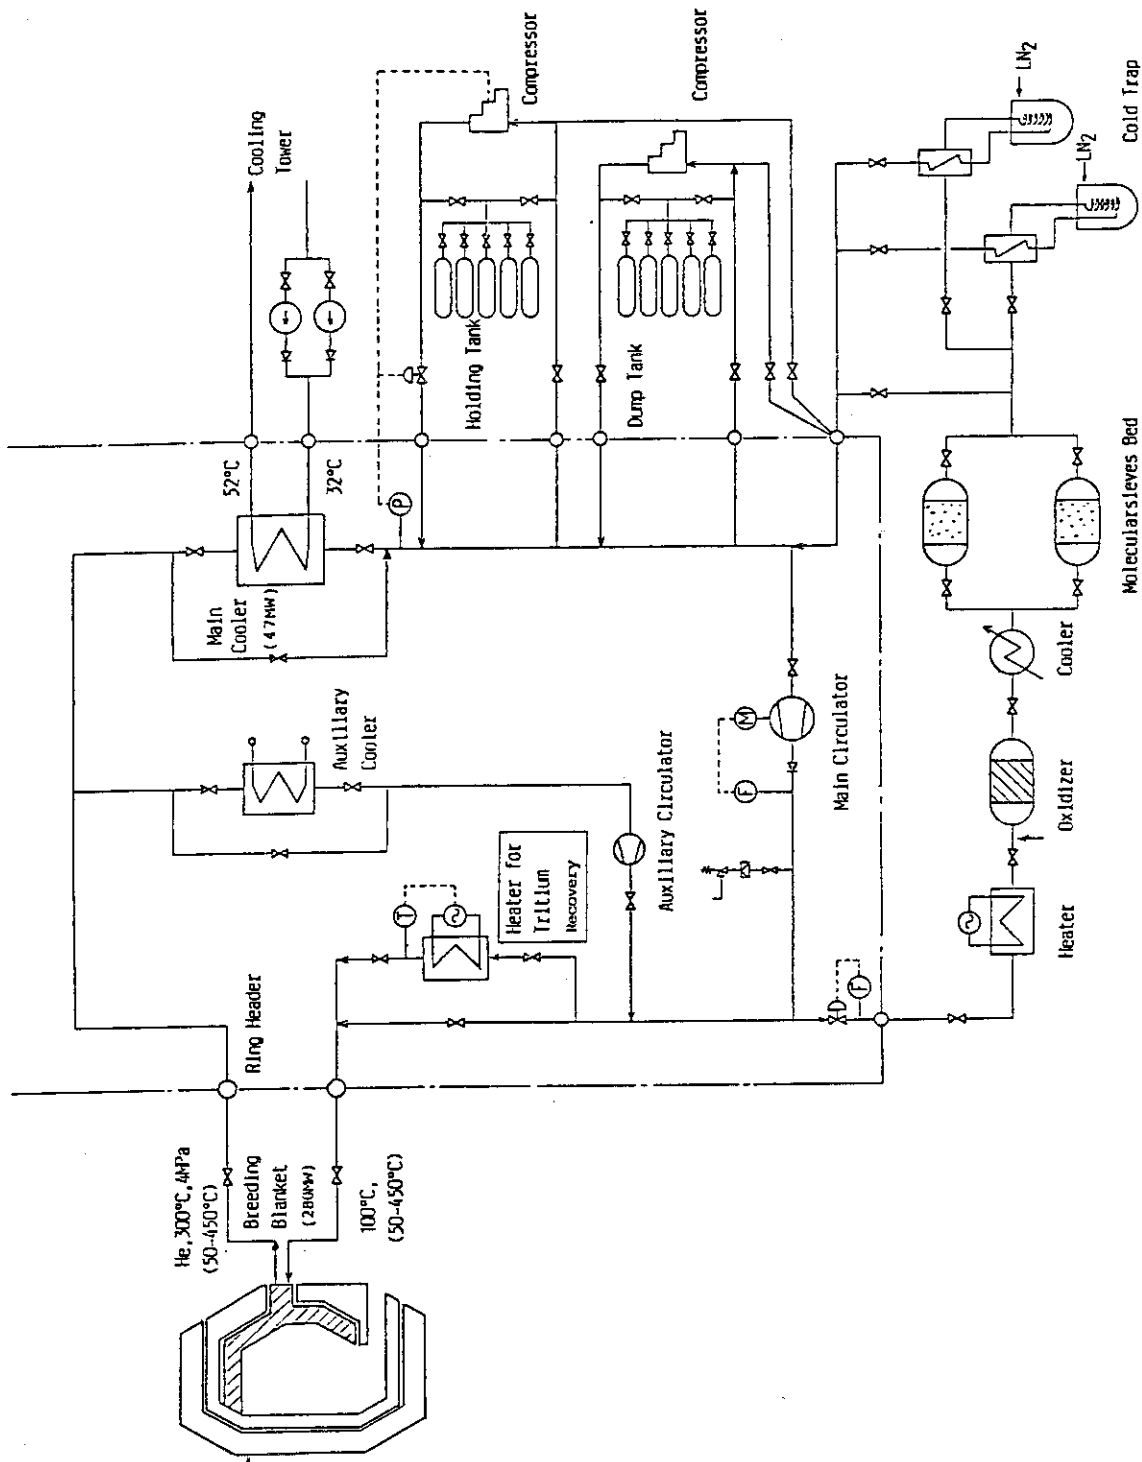 He, 300°C, 4MPa
(50-450°C)
Breeding
Blanket
(280MW)
100°C,
(50-450°C)
Ring Header
Heater for
Tritium
Recovery
T
Auxillary
Cooler
Auxillary Circulator
Main
Cooler
(47MW)
52°C
32°C
Cooling
Tower
P
F
M
Main Circulator
F
Holding Tank
Dump Tank
Compressor
Compressor
Heater
Oxidizer
Cooler
Molecularsieves Bed
LN2
LN2
Cold Trap